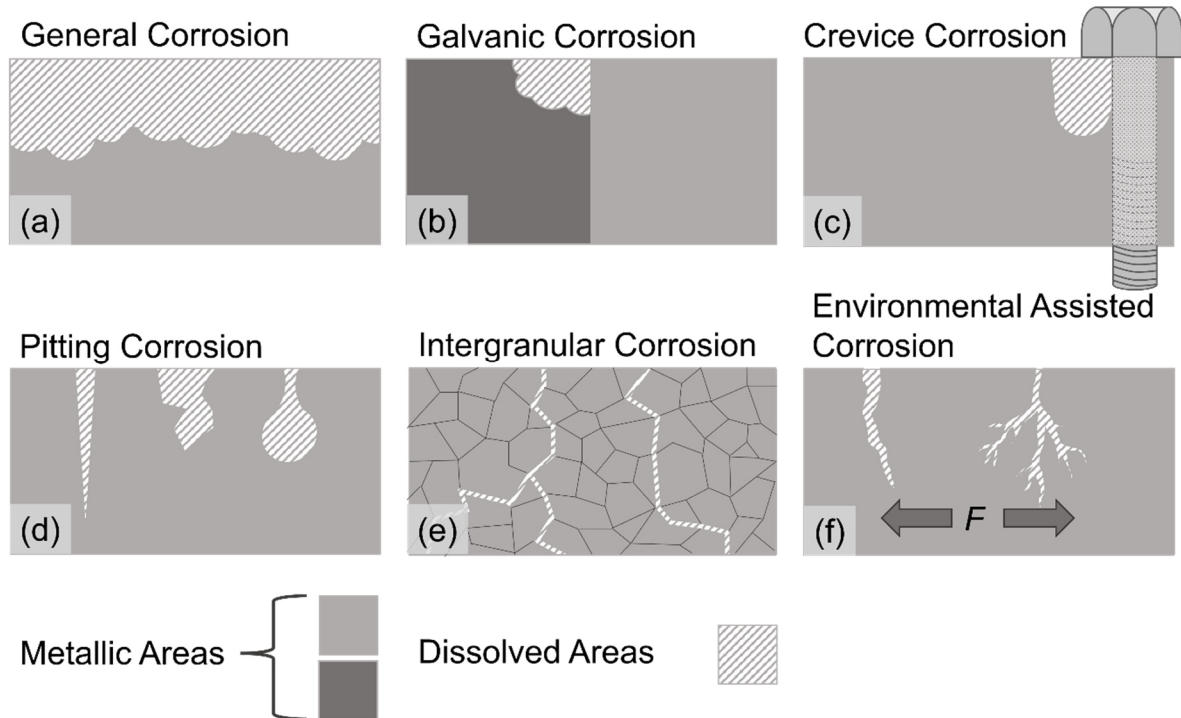 General Corrosion
Galvanic Corrosion
Crevice Corrosion
(a)
(b)
(c)
Pitting Corrosion
Intergranular Corrosion
Environmental Assisted
Corrosion
(d)
(e)
(f)
F
Metallic Areas
Dissolved Areas